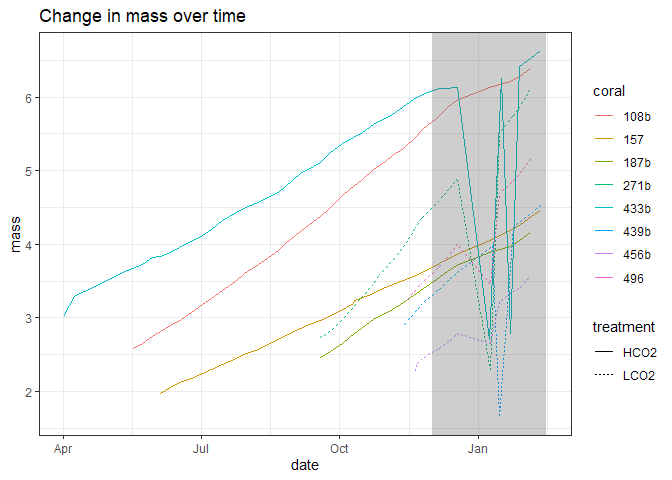 Change in mass over time
mass
6
5
4
3
2
Apr
Jul
Oct
Jan
date
coral
108b
157
187b
271b
433b
439b
456b
496
treatment
HCO2
LCO2